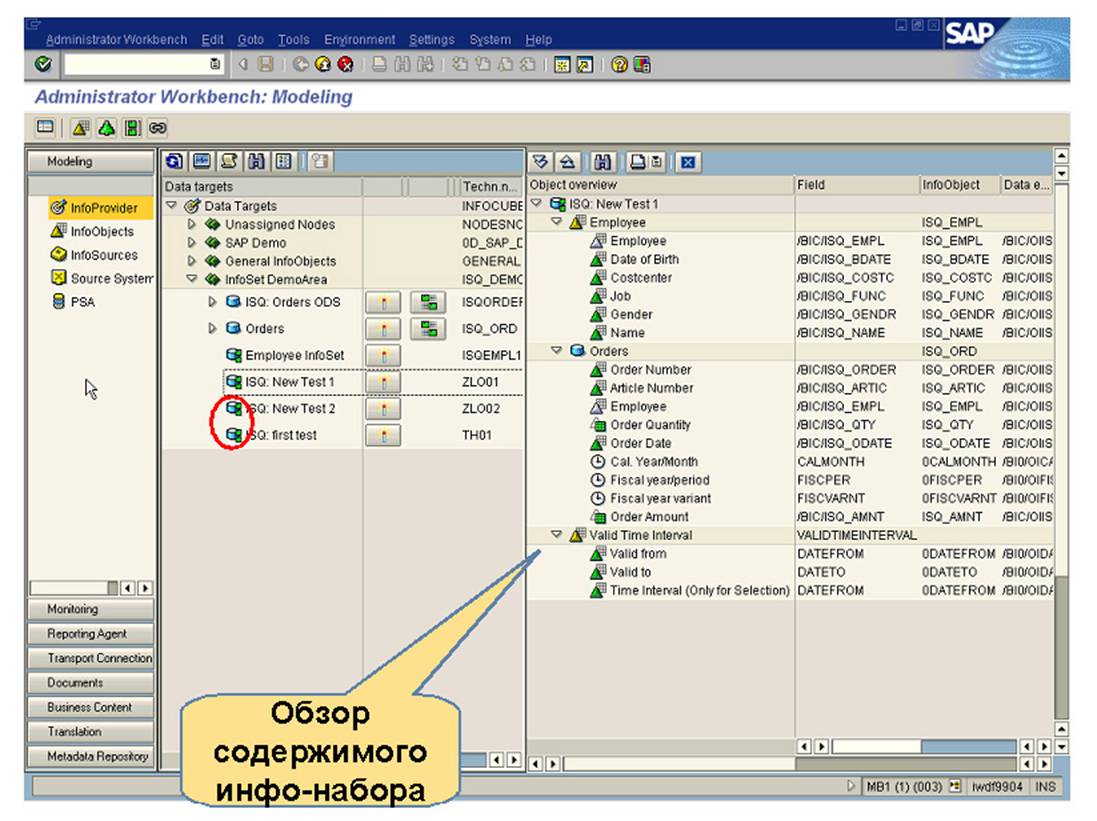 Administrator Workbench Edit Goto Tools Environment Settings System Help
SAP
Administrator Workbench: Modeling
Modeling
InfoProvider
InfoObjects
InfoSources
Source System
PSA
Monitoring
Reporting Agent
Transport Connection
Documents
Business Content
Translation
Metadata Repository
Data targets Techn.n...
Data Targets INFOCUBE
Unassigned Nodes NODESNC
SAP Demo 0D_SAP_D
General InfoObjects GENERAL
InfoSet DemoArea ISQ_DEMO
ISQ: Orders ODS ISQORDEF
Orders ISQ_ORD
Employee InfoSet ISQEMPL1
ISQ: New Test 1 ZLO01
ISQ: New Test 2 ZLO02
ISQ: first test TH01
Object overview Field InfoObject Data e...
ISQ: New Test 1
Employee ISQ_EMPL
Employee /BIC/ISQ_EMPL ISQ_EMPL /BIC/OIIS
Date of Birth /BIC/ISQ_BDATE ISQ_BDATE /BIC/OIIS
Costcenter /BIC/ISQ_COSTC ISQ_COSTC /BIC/OIIS
Job /BIC/ISQ_FUNC ISQ_FUNC /BIC/OIIS
Gender /BIC/ISQ_GENDR ISQ_GENDR /BIC/OIIS
Name /BIC/ISQ_NAME ISQ_NAME /BIC/OIIS
Orders ISQ_ORD
Order Number /BIC/ISQ_ORDER ISQ_ORDER /BIC/OIIS
Article Number /BIC/ISQ_ARTIC ISQ_ARTIC /BIC/OIIS
Employee /BIC/ISQ_EMPL ISQ_EMPL /BIC/OIIS
Order Quantity /BIC/ISQ_QTY ISQ_QTY /BIC/OIIS
Order Date /BIC/ISQ_ODATE ISQ_ODATE /BIC/OIIS
Cal. Year/Month CALMONTH 0CALMONTH /BI0/OICA
Fiscal year/period FISCPER 0FISCPER /BI0/OIFIS
Fiscal year variant FISCVARNT 0FISCVARNT /BI0/OIFIS
Order Amount /BIC/ISQ_AMNT ISQ_AMNT /BIC/OIIS
Valid Time Interval VALIDTIMEINTERVAL
Valid from DATEFROM 0DATEFROM /BI0/OIDA
Valid to DATETO 0DATETO /BI0/OIDA
Time Interval (Only for Selection) DATEFROM 0DATEFROM /BI0/OIDA
Обзор
содержимого
инфо-набора
MB1 (1) (003) iwdf9904 INS